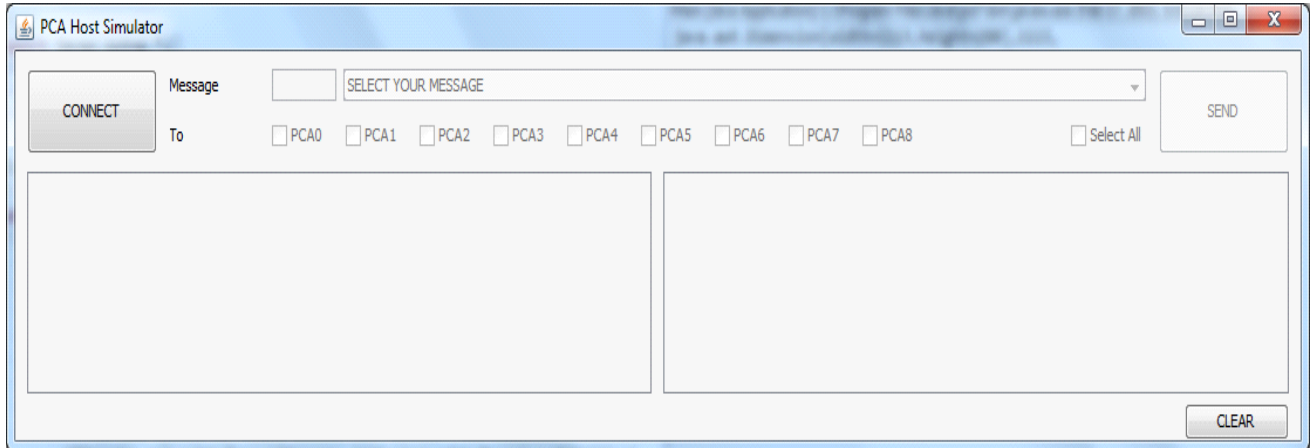 PCA Host Simulator
CONNECT
Message
SELECT YOUR MESSAGE
SEND
To
PCA0 PCA1 PCA2 PCA3 PCA4 PCA5 PCA6 PCA7 PCA8 Select All
CLEAR